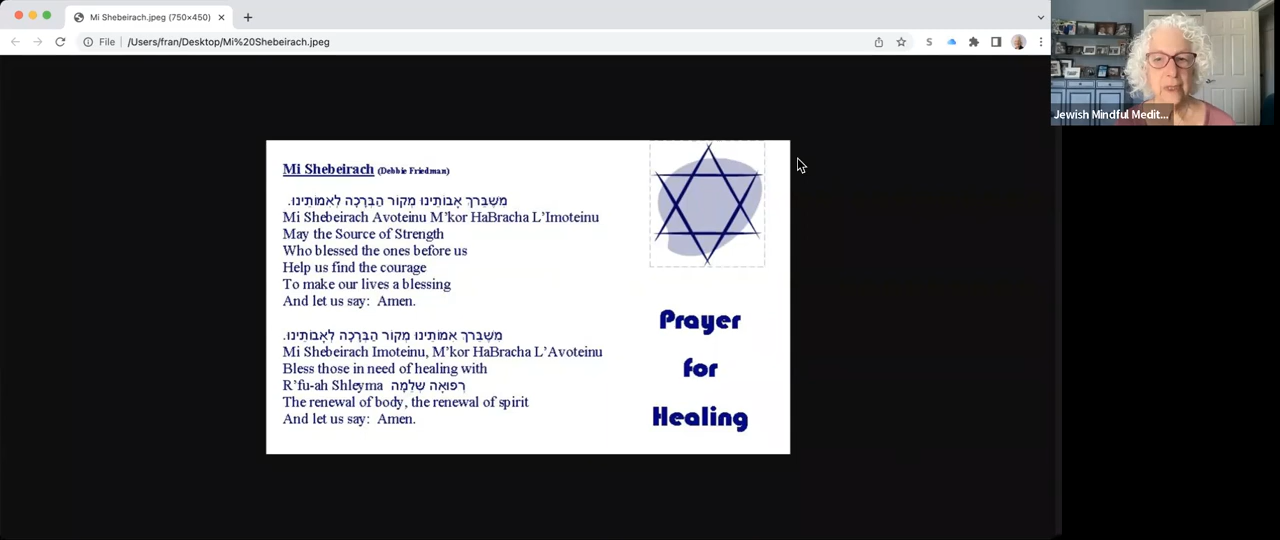 Mi Shebeirach.jpeg (750×450)
File
/Users/fran/Desktop/Mi%20Shebeirach.jpeg
S
Jewish Mindful Medit...
Mi Shebeirach (Debbie Friedman)
מִשֶׁבֵּרַךְ אֲבוֹתֵינוּ מְקוֹר הַבְּרָכָה לְאִמוֹתֵינוּ.
Mi Shebeirach Avoteinu M'kor HaBracha L'Imoteinu
May the Source of Strength
Who blessed the ones before us
Help us find the courage
To make our lives a blessing
And let us say:  Amen.
מִשֶׁבֵּרַךְ אִמוֹתֵינוּ מְקוֹר הַבְּרָכָה לְאֲבוֹתֵינוּ.
Mi Shebeirach Imoteinu, M'kor HaBracha L'Avoteinu
Bless those in need of healing with
R'fu-ah Shleyma רְפוּאָה שְׁלֵמָה
The renewal of body, the renewal of spirit
And let us say:  Amen.
Prayer
for
Healing